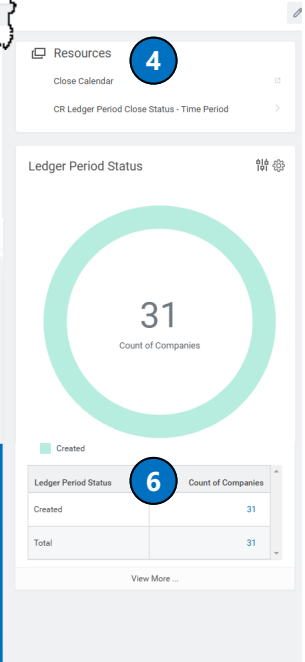 Resources
4
Close Calendar
CR Ledger Period Close Status - Time Period
Ledger Period Status
31
Count of Companies
Created
Ledger Period Status 6 Count of Companies
Created 31
Total 31
View More ...